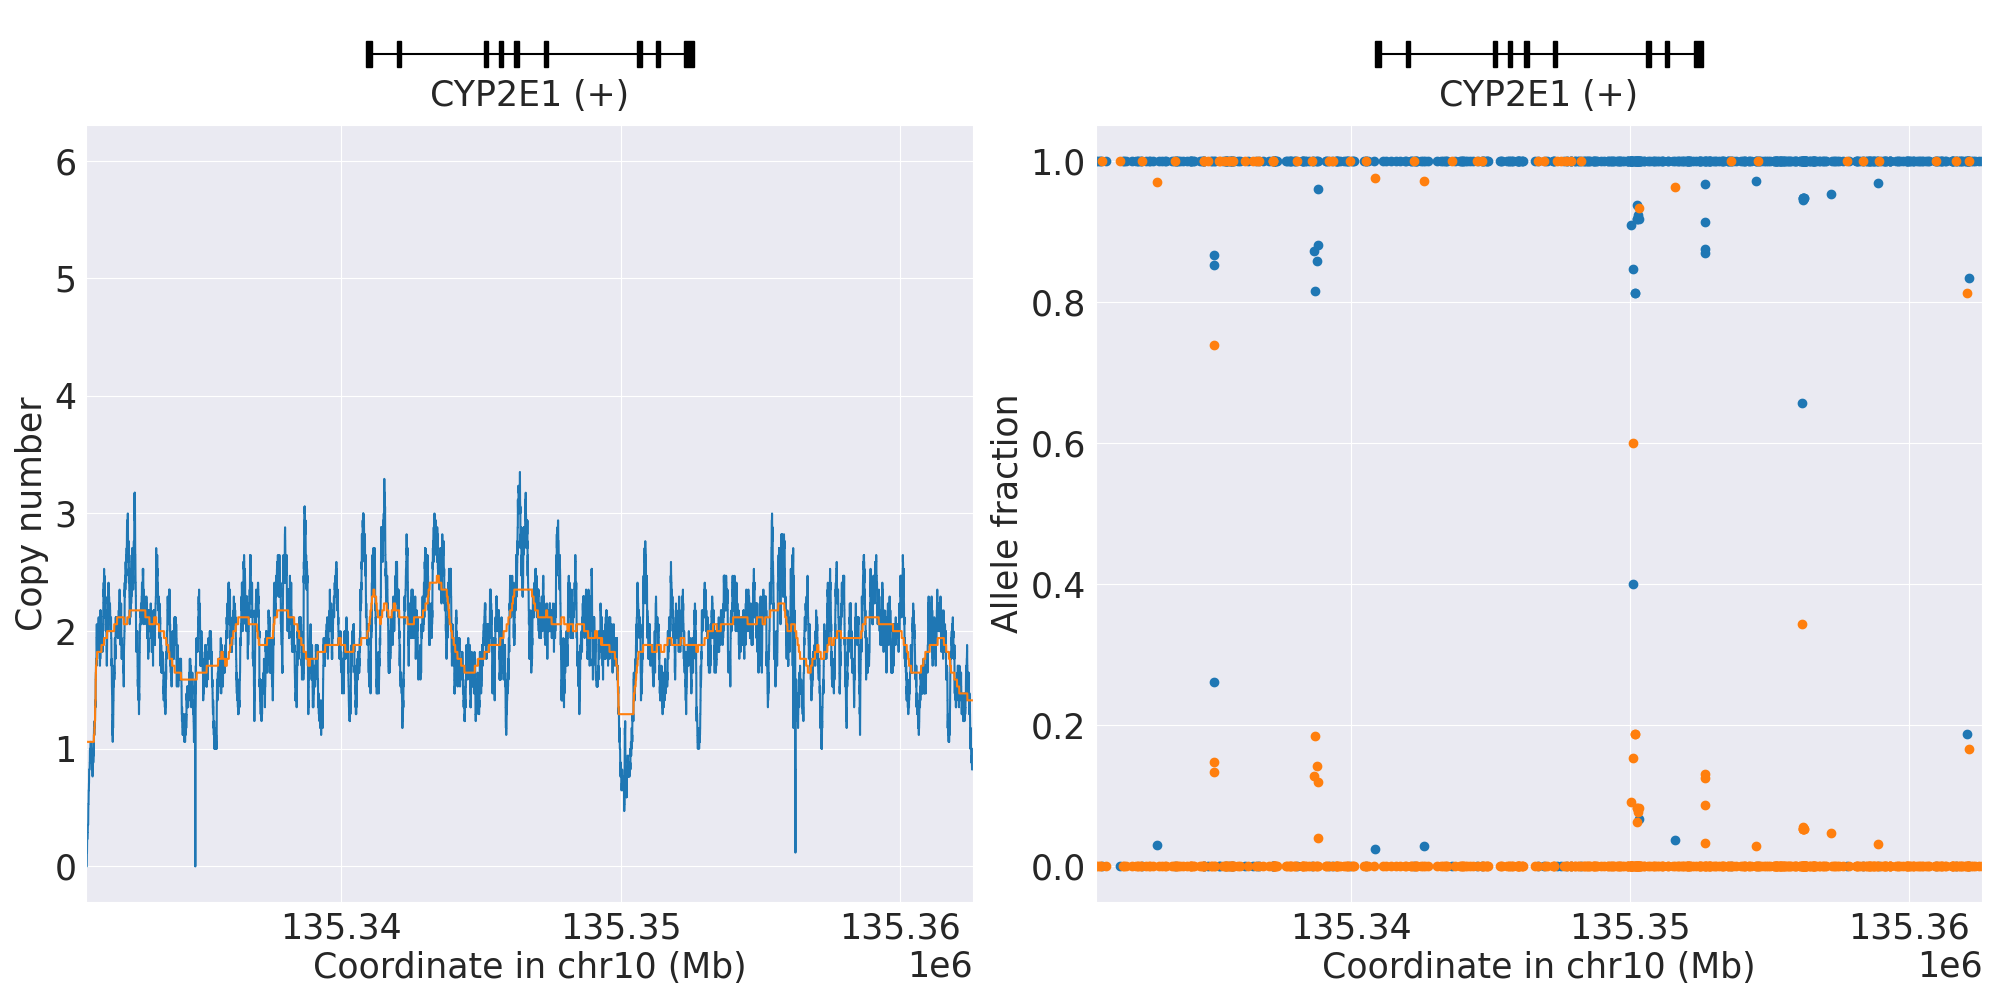 CYP2E1 (+)
CYP2E1 (+)
Copy number
6
5
4
3
2
1
0
135.34
135.35
135.36
Coordinate in chr10 (Mb)
1e6
Allele fraction
1.0
0.8
0.6
0.4
0.2
0.0
135.34
135.35
135.36
Coordinate in chr10 (Mb)
1e6